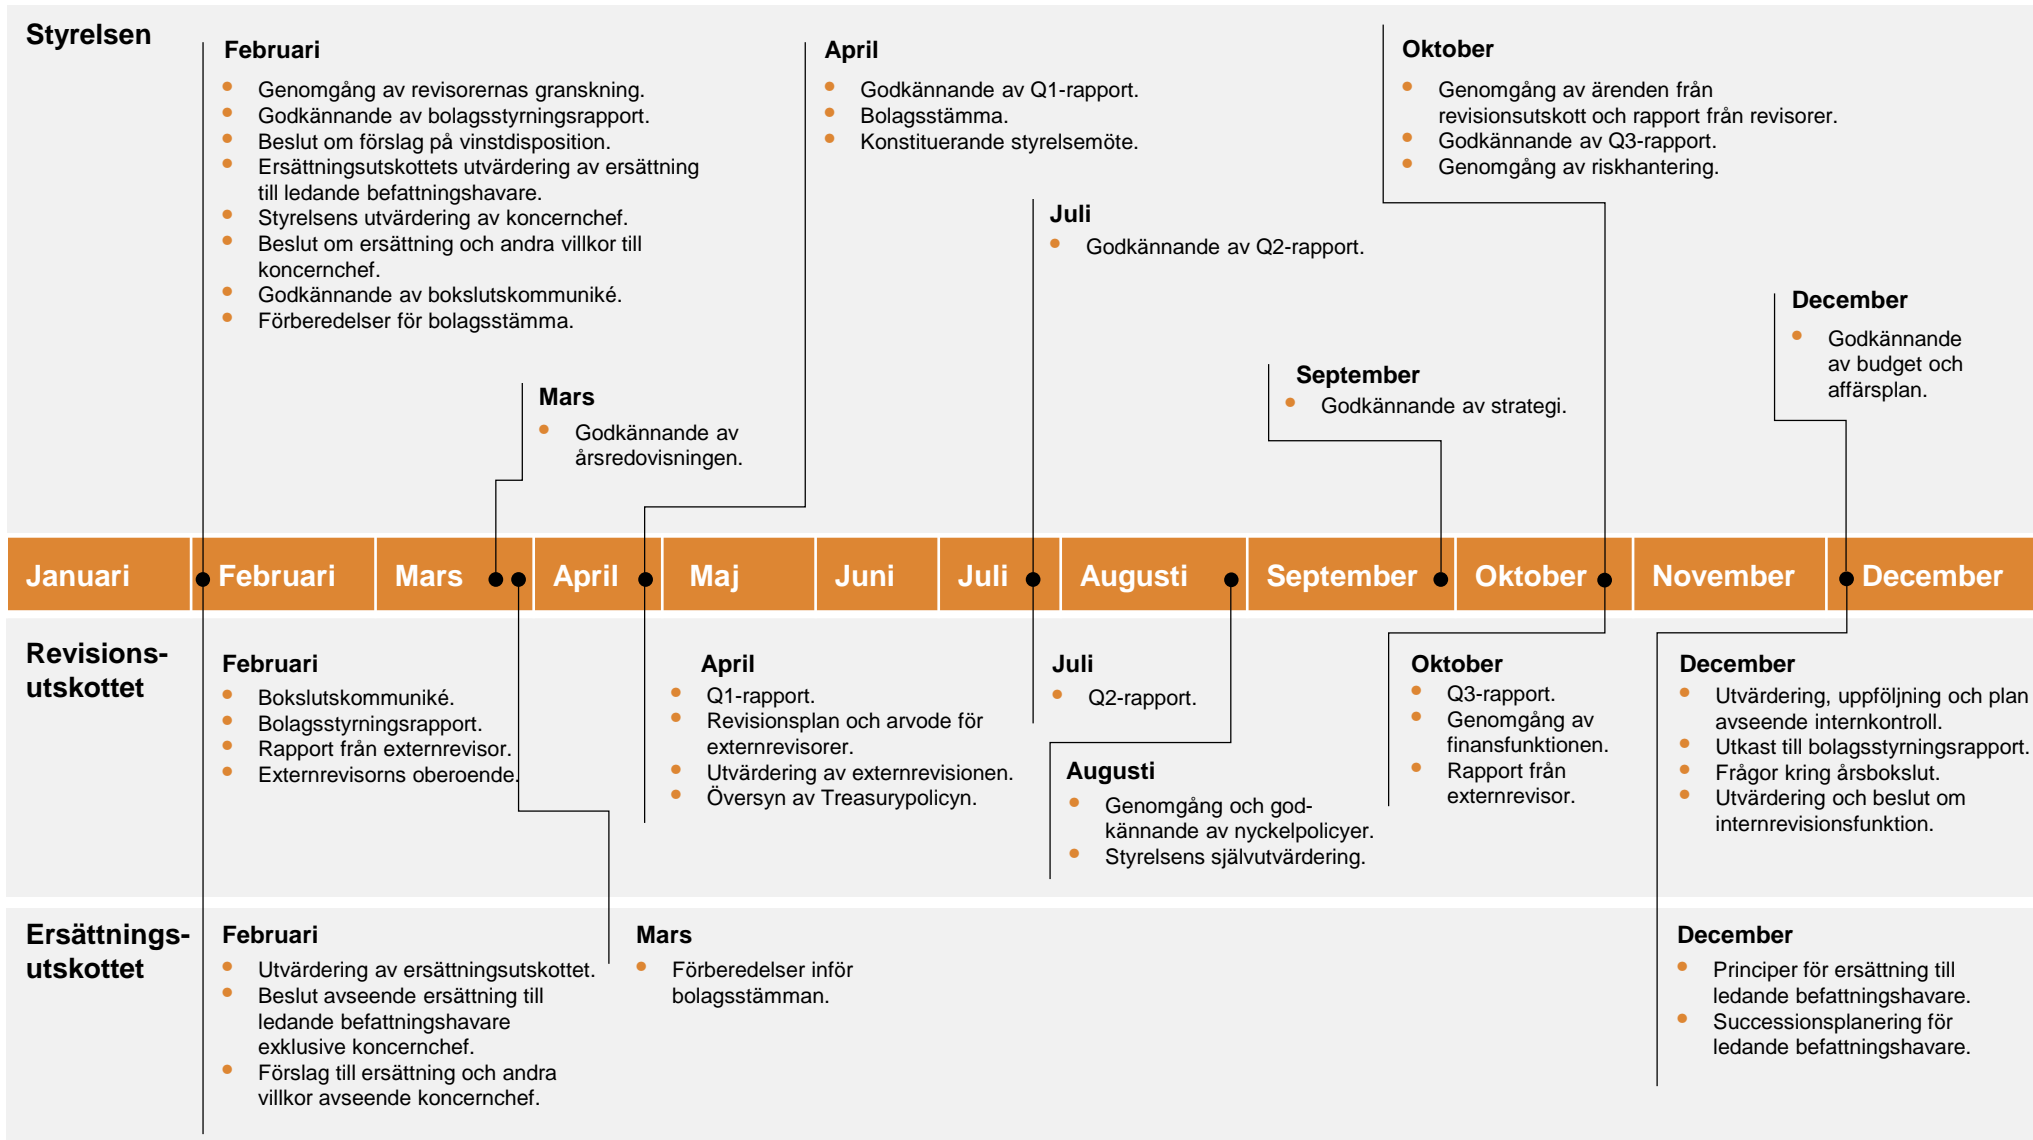 Styrelsen
Februari
Genomgång av revisorernas granskning.
Godkännande av bolagsstyrningsrapport.
Beslut om förslag på vinstdisposition.
Ersättningsutskottets utvärdering av ersättning
till ledande befattningshavare.
Styrelsens utvärdering av koncernchef.
Beslut om ersättning och andra villkor till
koncernchef.
Godkännande av bokslutskommuniké.
Förberedelser för bolagsstämma.
Mars
Godkännande av
årsredovisningen.
April
Godkännande av Q1-rapport.
Bolagsstämma.
Konstituerande styrelsemöte.
Juli
Godkännande av Q2-rapport.
September
Godkännande av strategi.
Oktober
Genomgång av ärenden från
revisionsutskott och rapport från revisorer.
Godkännande av Q3-rapport.
Genomgång av riskhantering.
December
Godkännande
av budget och
affärsplan.
Januari
Februari
Mars
April
Maj
Juni
Juli
Augusti
September
Oktober
November
December
Revisions-
utskottet
Februari
Bokslutskommuniké.
Bolagsstyrningsrapport.
Rapport från externrevisor.
Externrevisorns oberoende.
April
Q1-rapport.
Revisionsplan och arvode för
externrevisorer.
Utvärdering av externrevisionen.
Översyn av Treasurypolicyn.
Juli
Q2-rapport.
Augusti
Genomgång och god-
kännande av nyckelpolicyer.
Styrelsens självutvärdering.
Oktober
Q3-rapport.
Genomgång av
finansfunktionen.
Rapport från
externrevisor.
December
Utvärdering, uppföljning och plan
avseende internkontroll.
Utkast till bolagsstyrningsrapport.
Frågor kring årsbokslut.
Utvärdering och beslut om
internrevisionsfunktion.
Ersättnings-
utskottet
Februari
Utvärdering av ersättningsutskottet.
Beslut avseende ersättning till
ledande befattningshavare
exklusive koncernchef.
Förslag till ersättning och andra
villkor avseende koncernchef.
Mars
Förberedelser inför
bolagsstämman.
December
Principer för ersättning till
ledande befattningshavare.
Successionsplanering för
ledande befattningshavare.